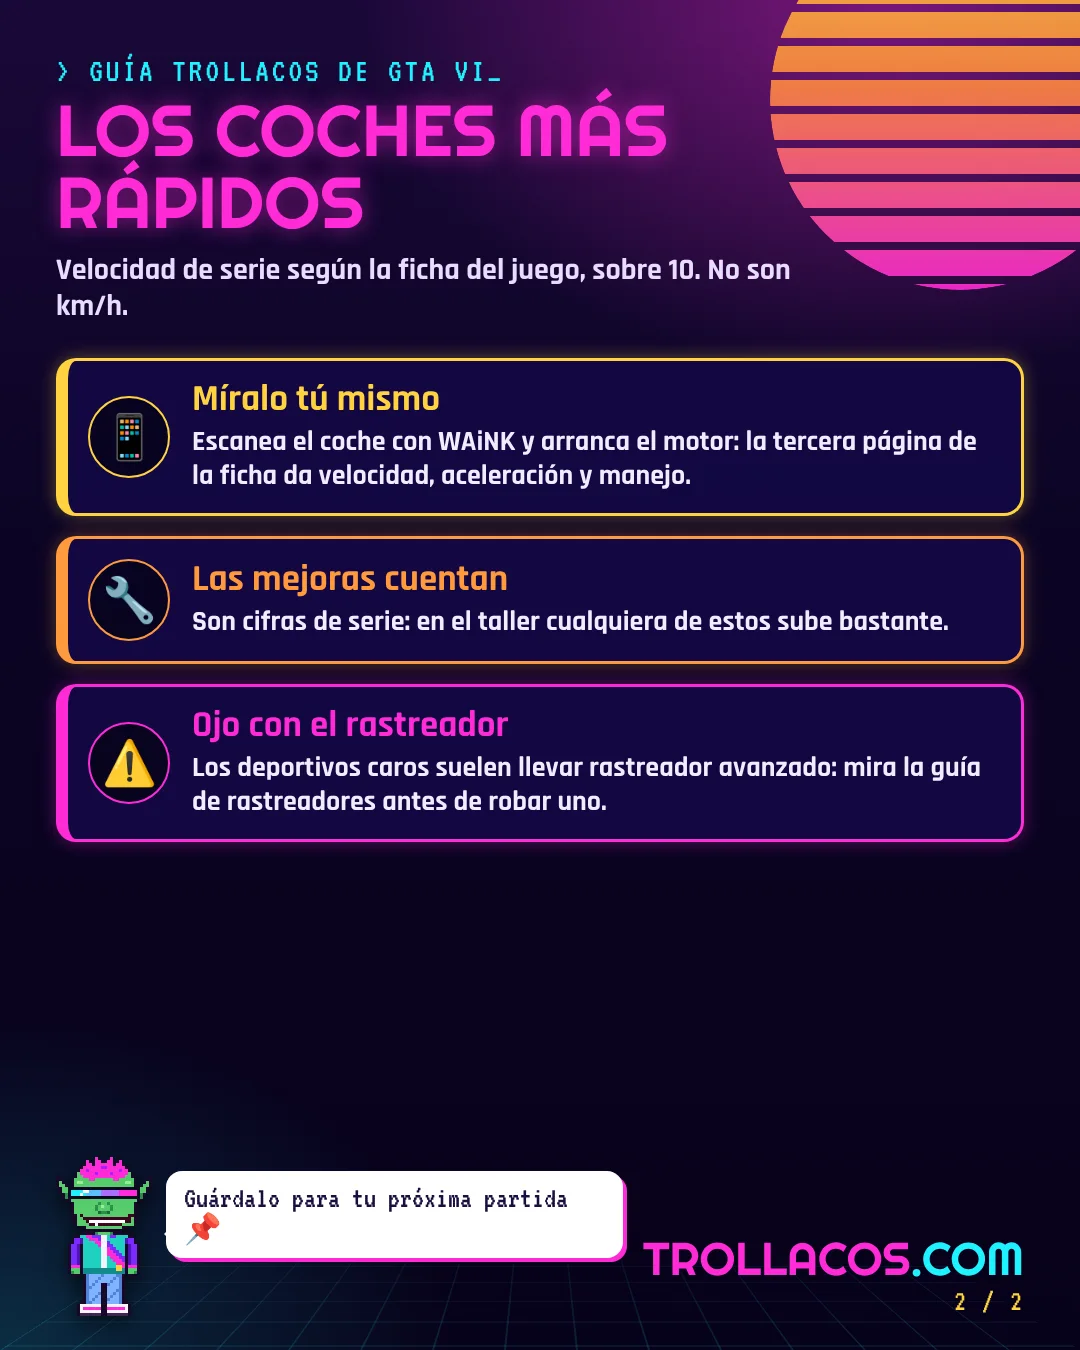 > GUÍA TROLLACOS DE GTA VI_
LOS COCHES MÁS
RÁPIDOS
Velocidad de serie según la ficha del juego, sobre 10. No son
km/h.
Míralo tú mismo
Escanea el coche con WAiNK y arranca el motor: la tercera página de
la ficha da velocidad, aceleración y manejo.
Las mejoras cuentan
Son cifras de serie: en el taller cualquiera de estos sube bastante.
Ojo con el rastreador
Los deportivos caros suelen llevar rastreador avanzado: mira la guía
de rastreadores antes de robar uno.
Guárdalo para tu próxima partida
📌
TROLLACOS.COM
2 / 2